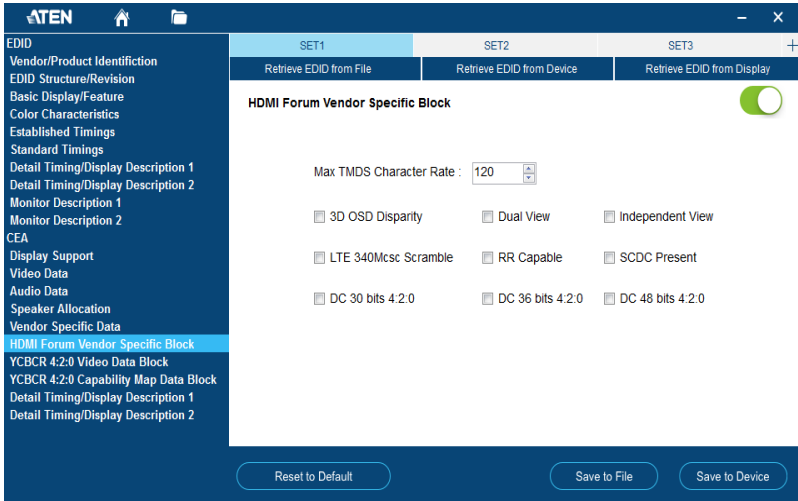 ATEN
EDID
Vendor/Product Identifiction
EDID Structure/Revision
Basic Display/Feature
Color Characteristics
Established Timings
Standard Timings
Detail Timing/Display Description 1
Detail Timing/Display Description 2
Monitor Description 1
Monitor Description 2
CEA
Display Support
Video Data
Audio Data
Speaker Allocation
Vendor Specific Data
HDMI Forum Vendor Specific Block
YCBCR 4:2:0 Video Data Block
YCBCR 4:2:0 Capability Map Data Block
Detail Timing/Display Description 1
Detail Timing/Display Description 2
SET1 SET2 SET3 +
Retrieve EDID from File Retrieve EDID from Device Retrieve EDID from Display
HDMI Forum Vendor Specific Block
Max TMDS Character Rate : 120
3D OSD Disparity Dual View Independent View
LTE 340Mcsc Scramble RR Capable SCDC Present
DC 30 bits 4:2:0 DC 36 bits 4:2:0 DC 48 bits 4:2:0
Reset to Default Save to File Save to Device